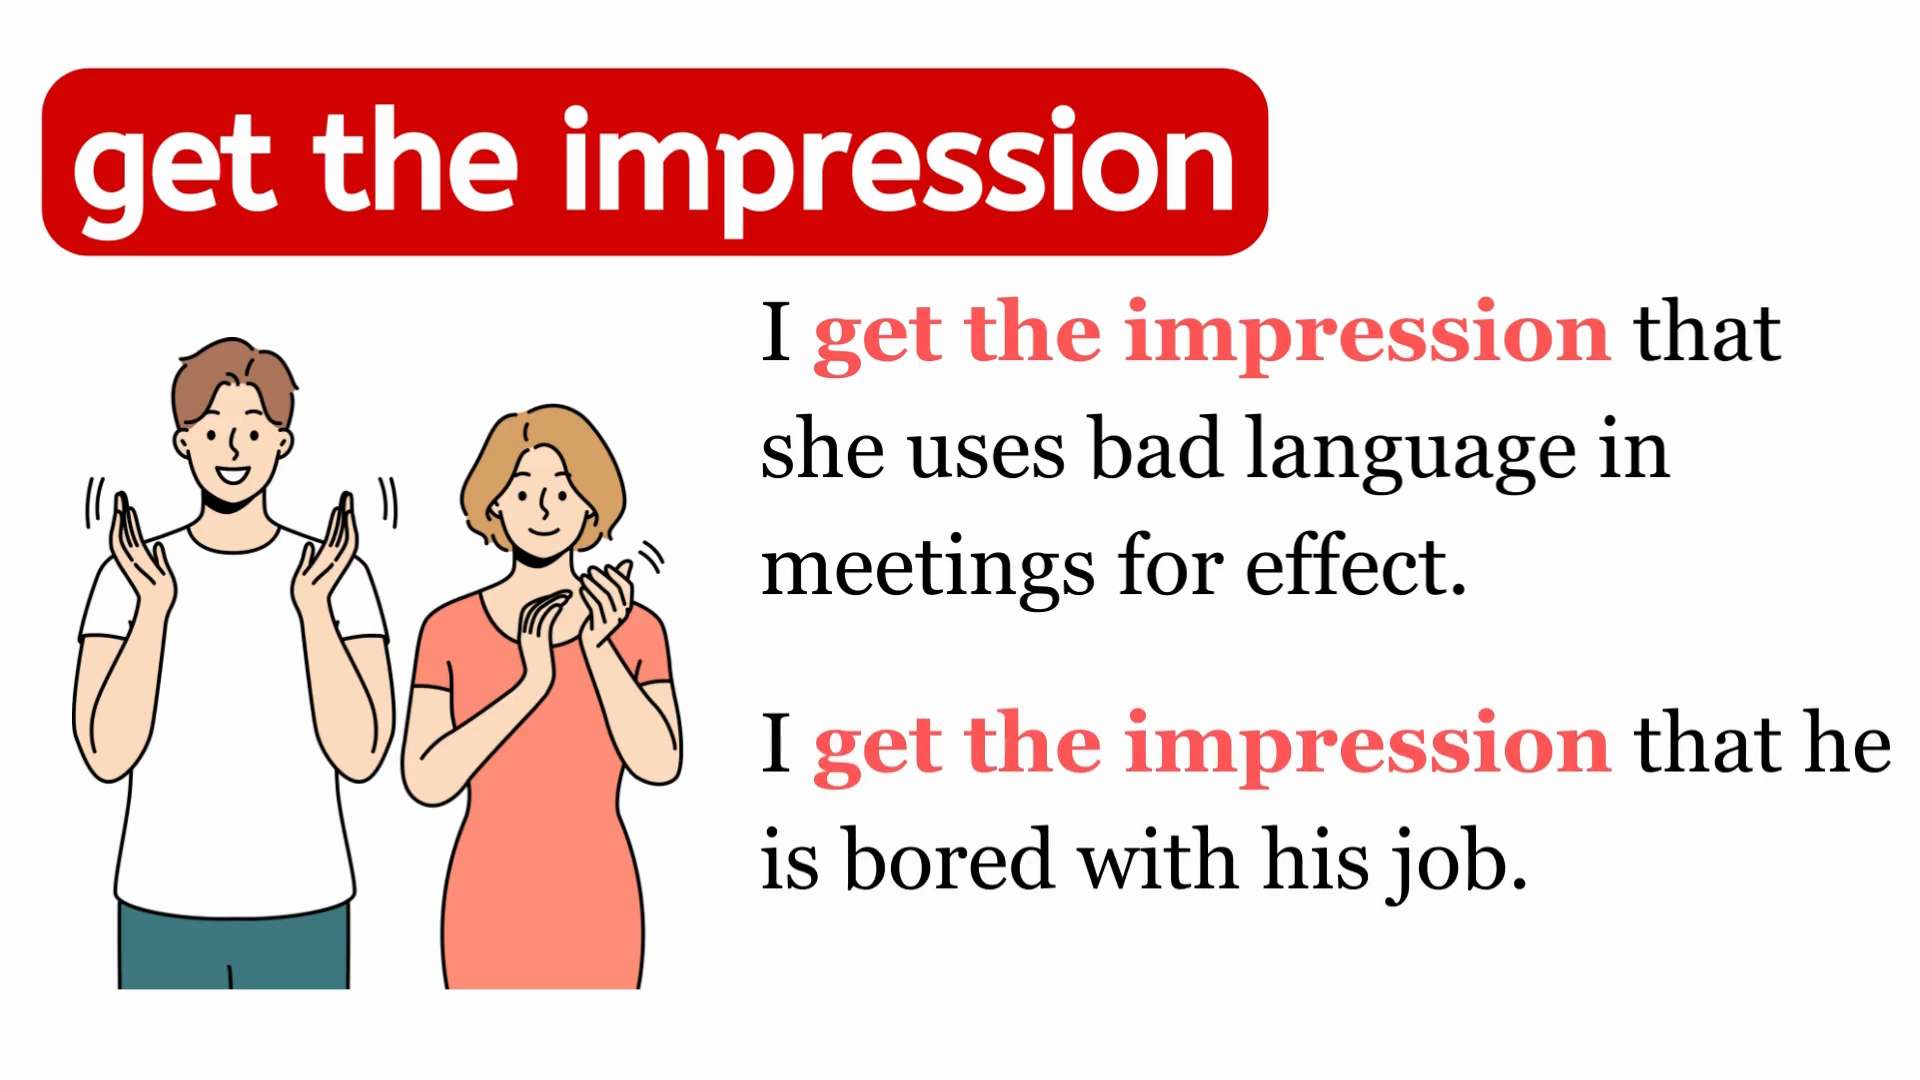 get the impression
I get the impression that
she uses bad language in
meetings for effect.
I get the impression that he
is bored with his job.